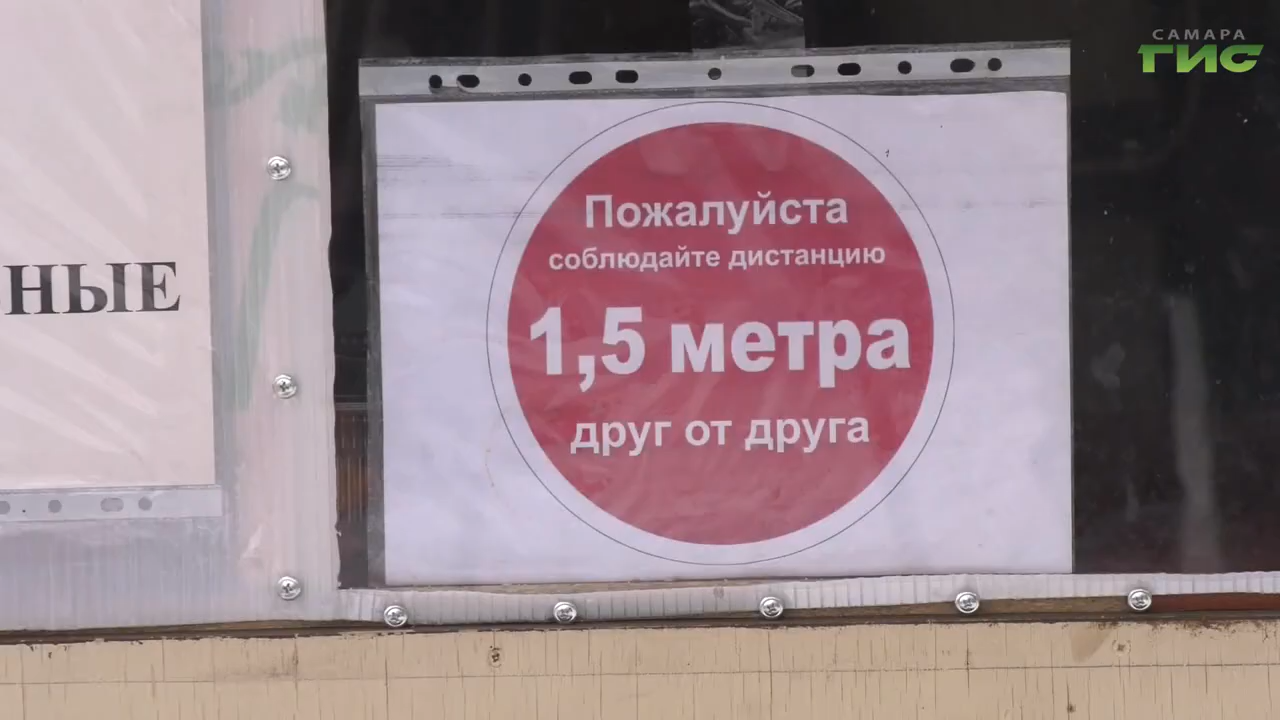 САМАРА
ГИС
НЫЕ
Пожалуйста
соблюдайте дистанцию
1,5 метра
друг от друга